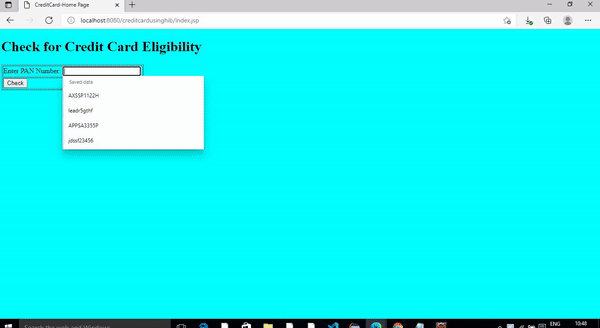 CreditCard-Home Page
localhost:8080/creditcardusinghib/index.jsp
Check for Credit Card Eligibility
Enter PAN Number:
Check
Saved data
AXSSP1122H
leadr5gthf
APPSA3355P
jdssf23456
Search the web and Windows
ENG
10:48